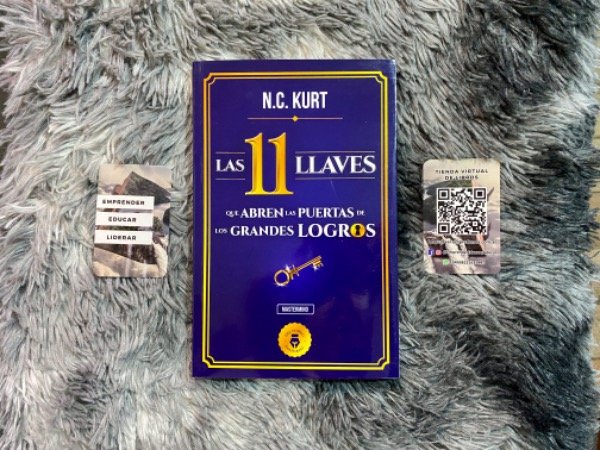 EMPRENDER
EDUCAR
LIDERAR
N.C. KURT
LAS 11 LLAVES
QUE ABREN LAS PUERTAS DE
LOS GRANDES LOGROS
MASTERMIND
TIENDA VIRTUAL
DE LIBROS